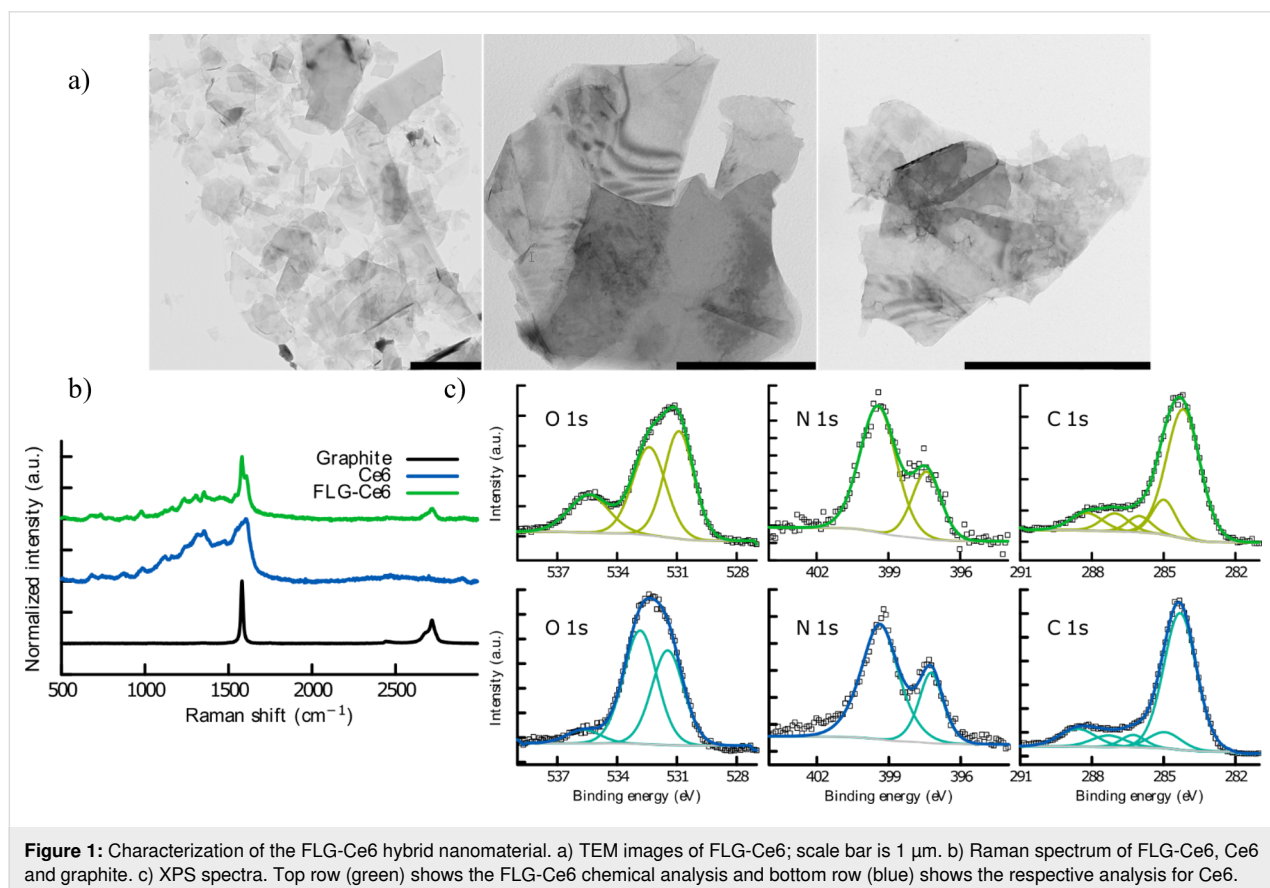 a)
b)
c)
Normalized intensity (a.u.)
Graphite
Ce6
FLG-Ce6
500 1000 1500 2000 2500
Raman shift (cm⁻¹)
Intensity (a.u.)
O 1s
537 534 531 528
N 1s
402 399 396
C 1s
291 288 285 282
Intensity (a.u.)
O 1s
537 534 531 528
Binding energy (eV)
N 1s
402 399 396
Binding energy (eV)
C 1s
291 288 285 282
Binding energy (eV)
Figure 1: Characterization of the FLG-Ce6 hybrid nanomaterial. a) TEM images of FLG-Ce6; scale bar is 1 μm. b) Raman spectrum of FLG-Ce6, Ce6
and graphite. c) XPS spectra. Top row (green) shows the FLG-Ce6 chemical analysis and bottom row (blue) shows the respective analysis for Ce6.